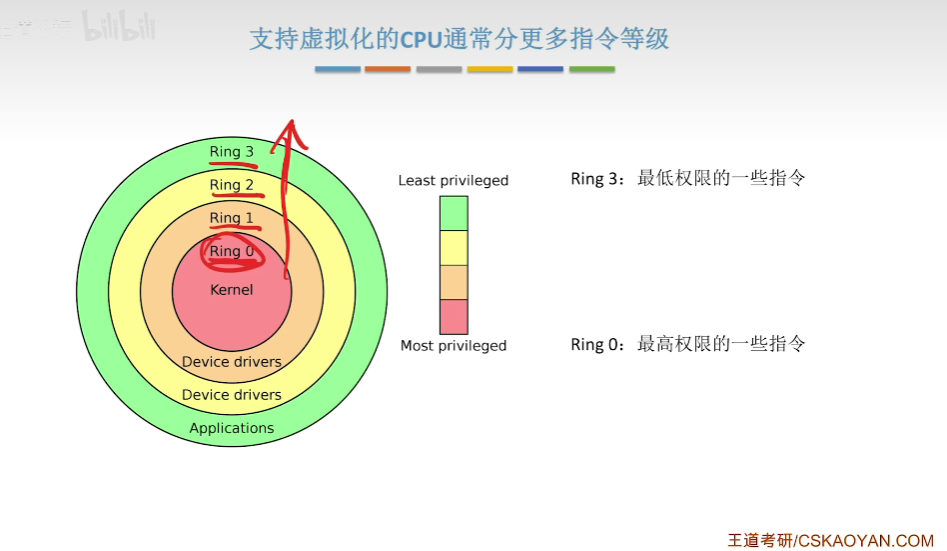 bilibili
支持虚拟化的CPU通常分更多指令等级
Ring 3
Ring 2
Ring 1
Ring 0
Kernel
Device drivers
Device drivers
Applications
Least privileged
Most privileged
Ring 3：最低权限的一些指令
Ring 0：最高权限的一些指令
王道考研/CSKAOYAN.COM